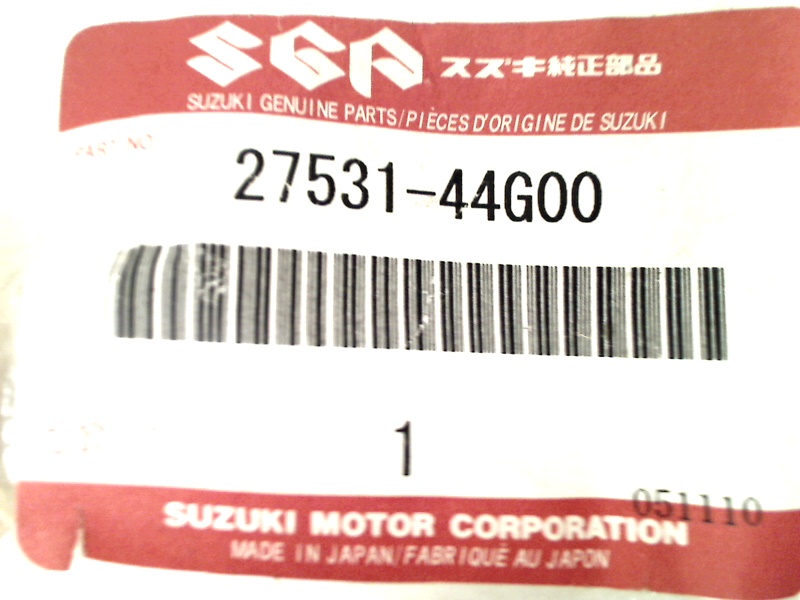 SGP スズキ純正部品
SUZUKI GENUINE PARTS/PIÈCES D'ORIGINE DE SUZUKI
PART NO
27531-44G00
1
051110
SUZUKI MOTOR CORPORATION
MADE IN JAPAN/FABRIQUÉ AU JAPON